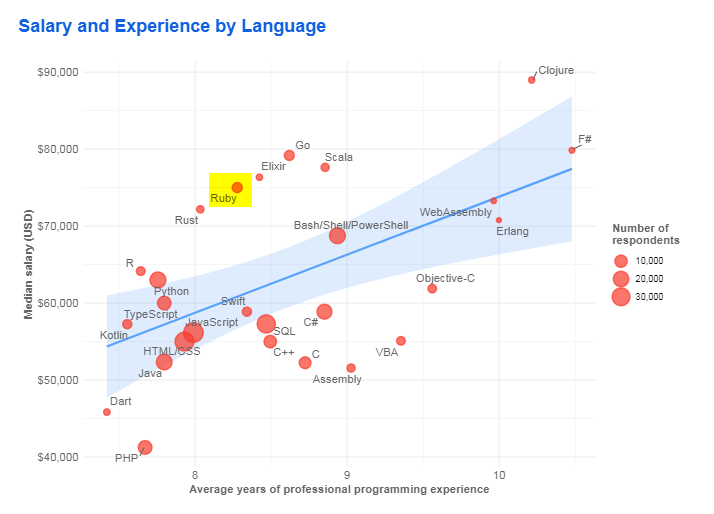 Salary and Experience by Language
$90,000
$80,000
$70,000
$60,000
$50,000
$40,000
Median salary (USD)
Clojure
F#
Go
Scala
Elixir
Ruby
Rust
WebAssembly
Bash/Shell/PowerShell
Erlang
R
Python
Objective-C
TypeScript
Swift
Kotlin
JavaScript
C#
SQL
HTML/CSS
C++
C
VBA
Java
Assembly
Dart
PHP
8
9
10
Average years of professional programming experience
Number of
respondents
10,000
20,000
30,000